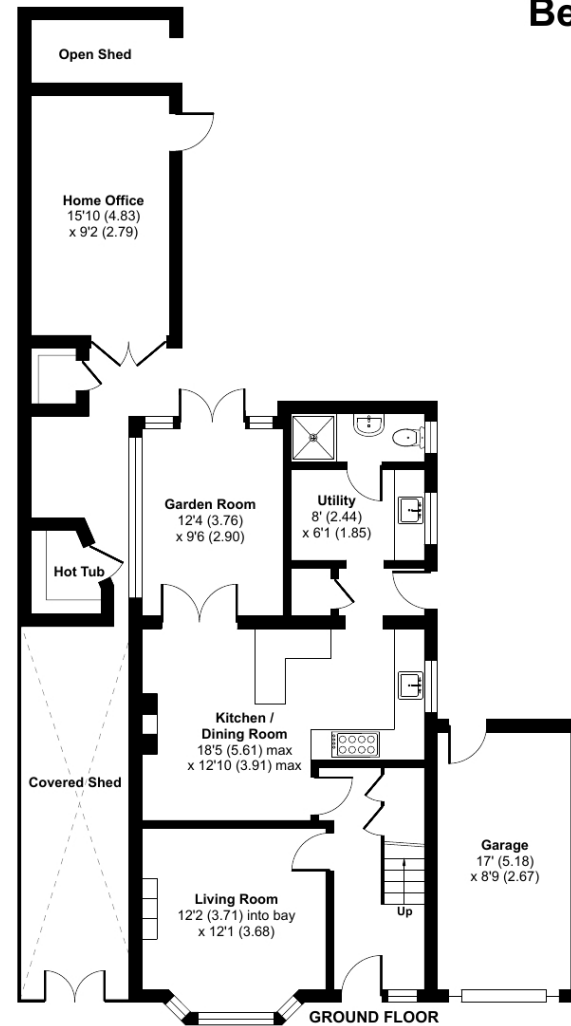 Be
Open Shed
Home Office
15'10 (4.83)
x 9'2 (2.79)
Garden Room
12'4 (3.76)
x 9'6 (2.90)
Utility
8' (2.44)
x 6'1 (1.85)
Hot Tub
Kitchen /
Dining Room
18'5 (5.61) max
x 12'10 (3.91) max
Covered Shed
Garage
17' (5.18)
x 8'9 (2.67)
Living Room
12'2 (3.71) into bay
x 12'1 (3.68)
Up
GROUND FLOOR